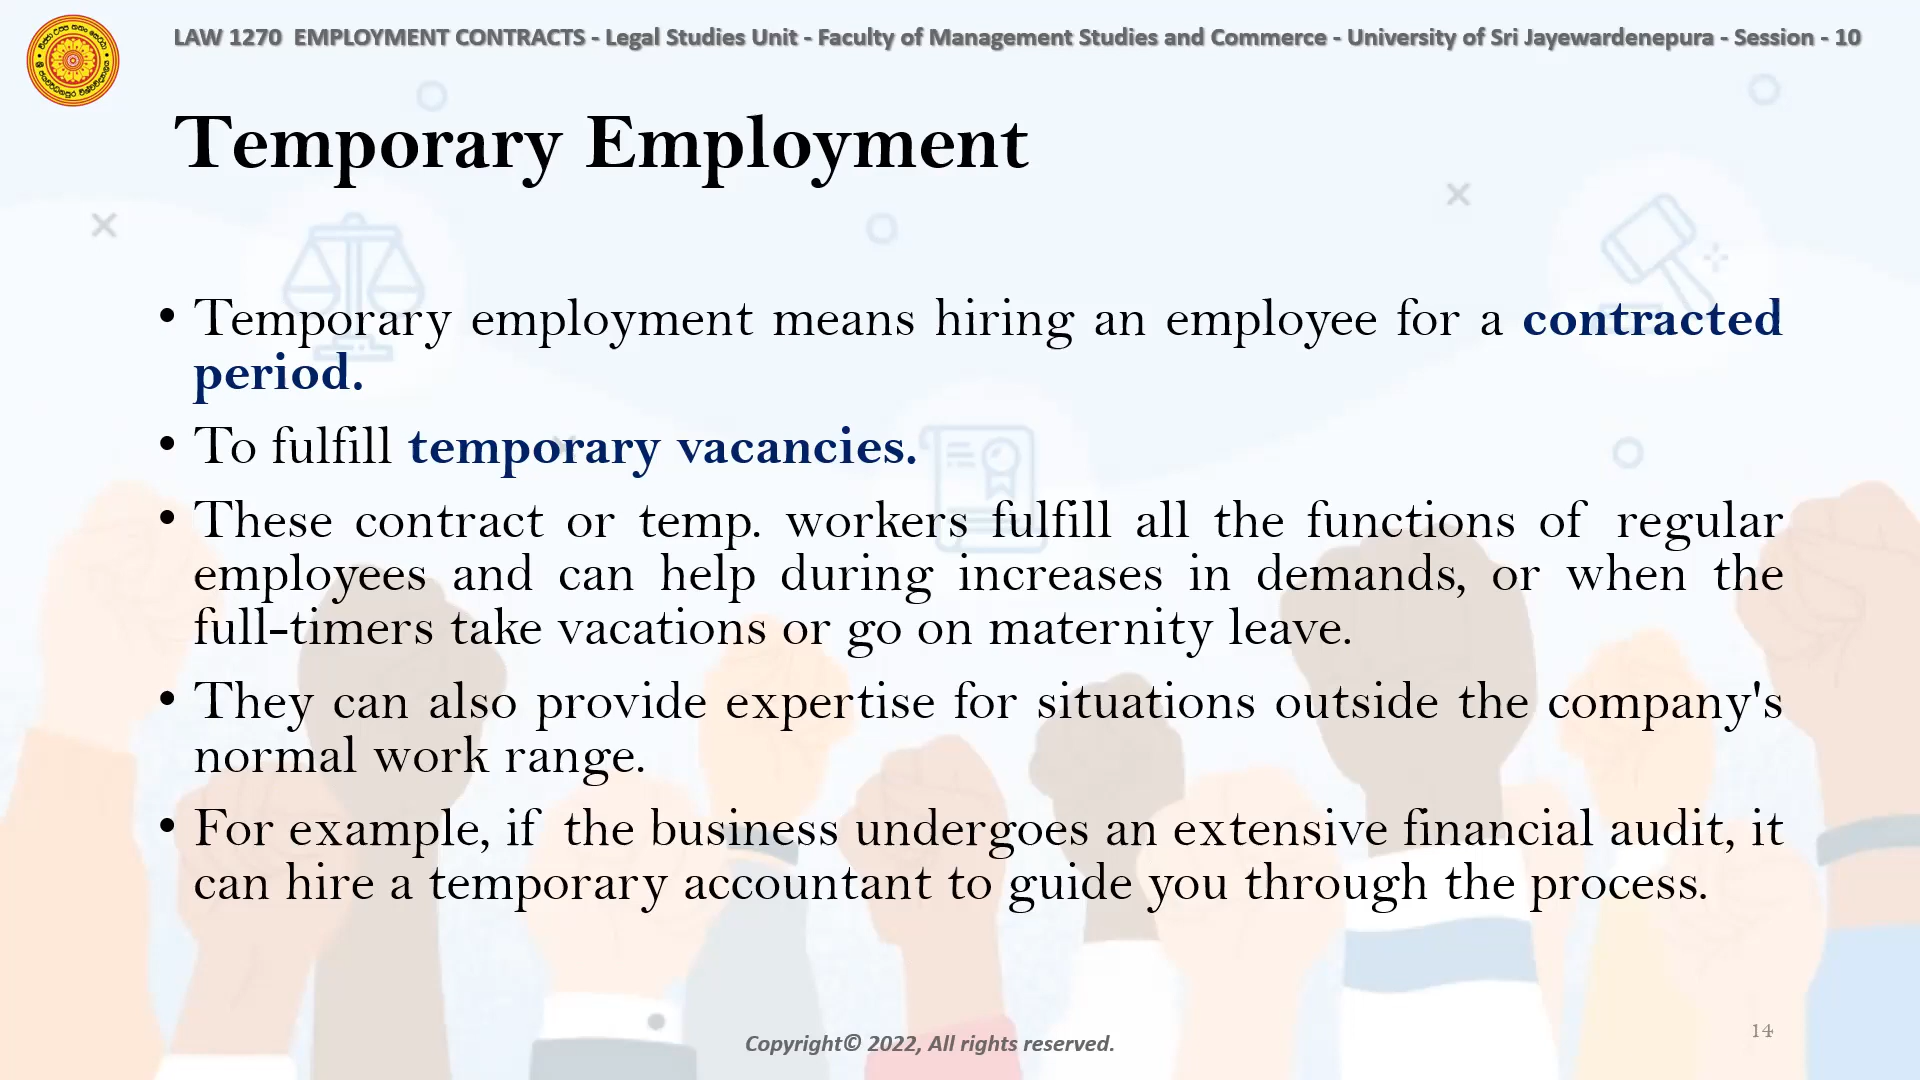 LAW 1270 EMPLOYMENT CONTRACTS - Legal Studies Unit - Faculty of Management Studies and Commerce - University of Sri Jayewardenepura - Session - 10
Temporary Employment
• Temporary employment means hiring an employee for a contracted
period.
• To fulfill temporary vacancies.
• These contract or temp. workers fulfill all the functions of regular
employees and can help during increases in demands, or when the
full-timers take vacations or go on maternity leave.
• They can also provide expertise for situations outside the company's
normal work range.
• For example, if the business undergoes an extensive financial audit, it
can hire a temporary accountant to guide you through the process.
Copyright© 2022, All rights reserved.
14